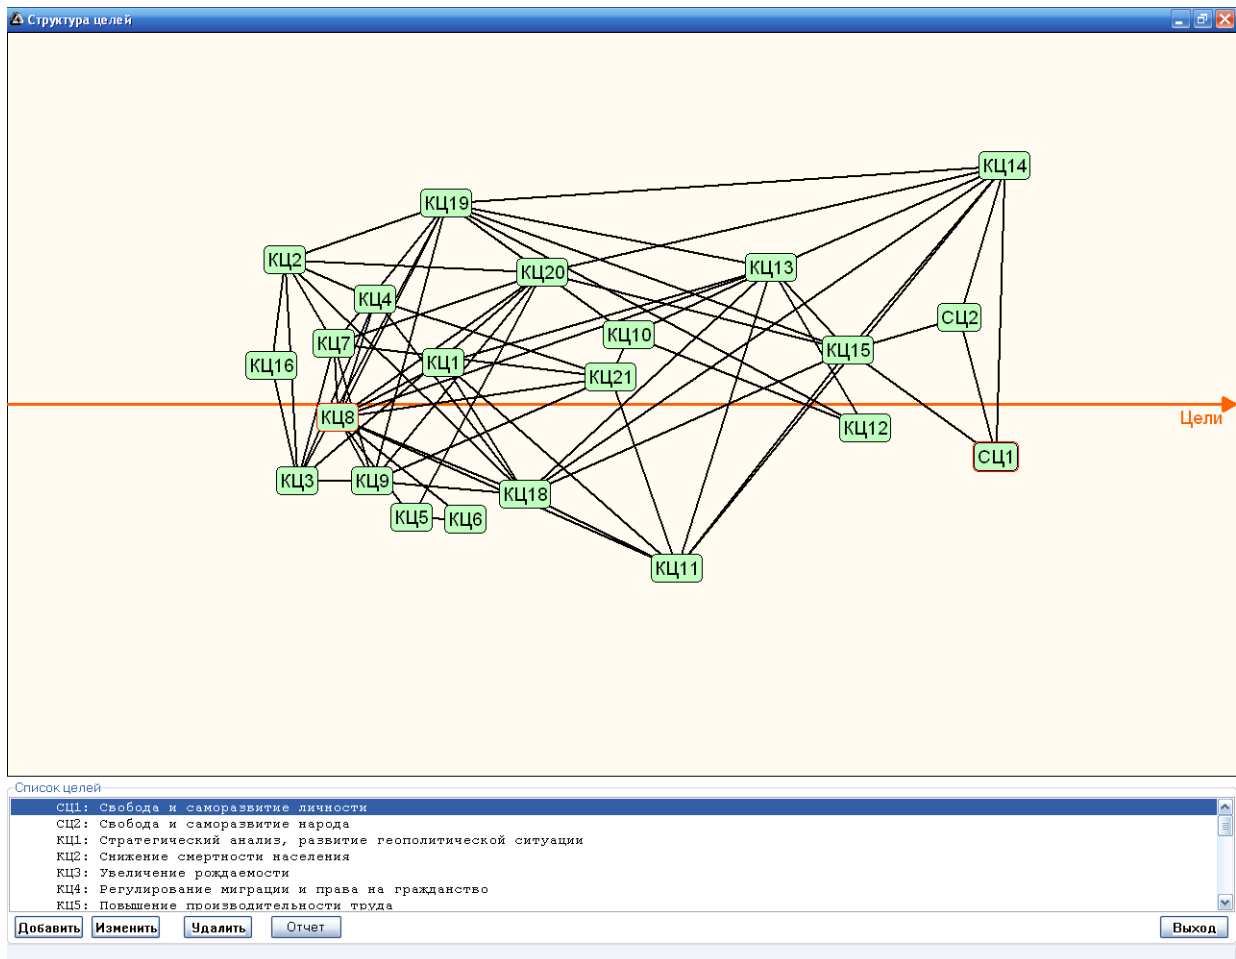 Структура целей
КЦ14
КЦ19
КЦ2
КЦ20
КЦ13
КЦ4
СЦ2
КЦ10
КЦ7
КЦ15
КЦ16
КЦ1
КЦ21
КЦ8
Цели
КЦ12
СЦ1
КЦ3
КЦ9
КЦ18
КЦ5
КЦ6
КЦ11
Список целей
СЦ1: Свобода и саморазвитие личности
СЦ2: Свобода и саморазвитие народа
КЦ1: Стратегический анализ, развитие геополитической ситуации
КЦ2: Снижение смертности населения
КЦ3: Увеличение рождаемости
КЦ4: Регулирование миграции и права на гражданство
КЦ5: Повышение производительности труда
Добавить Изменить Удалить Отчет Выход